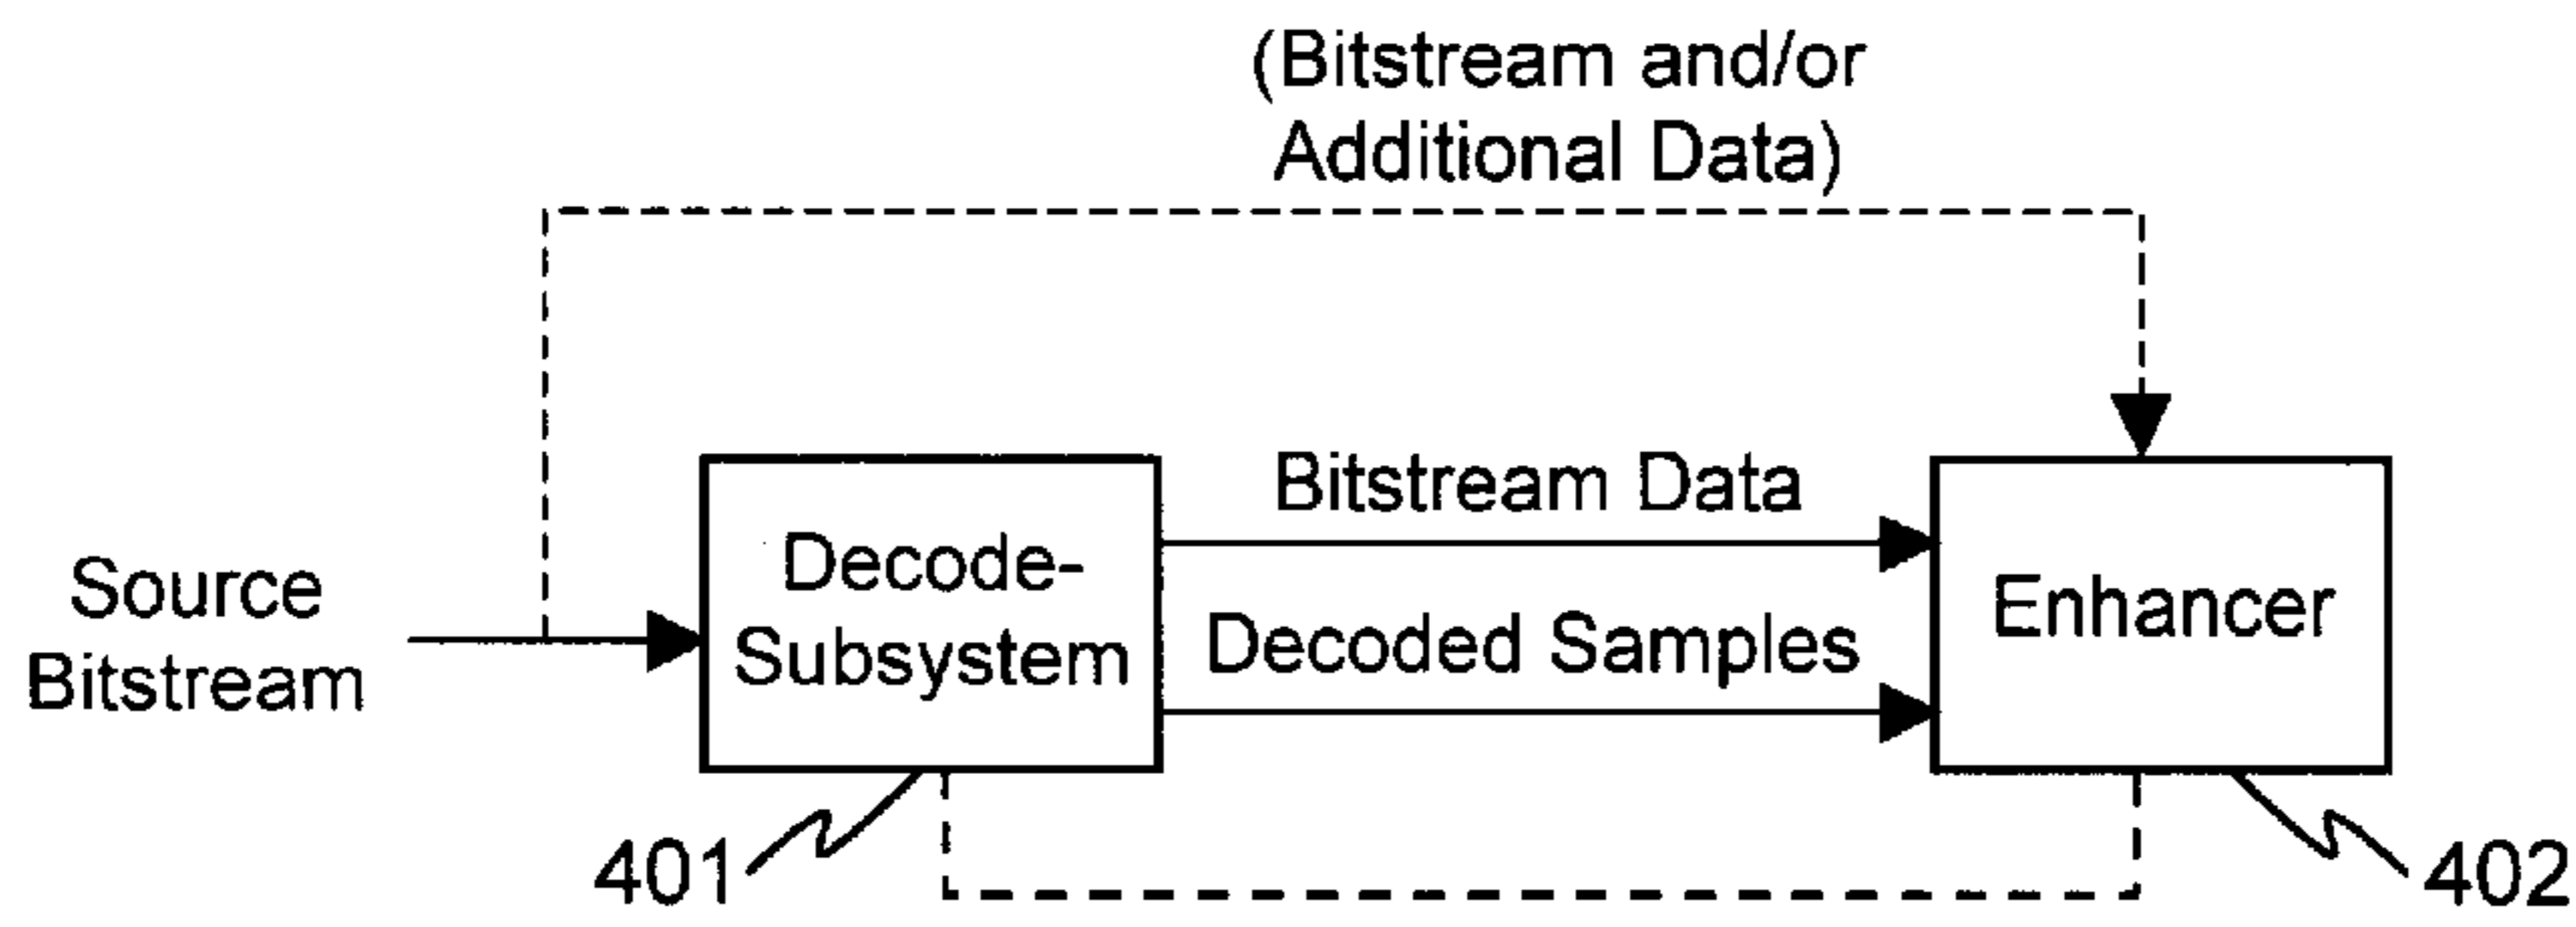 (Bitstream and/or
Additional Data)
Source
Bitstream
Decode-
Subsystem
Bitstream Data
Decoded Samples
Enhancer
401
402